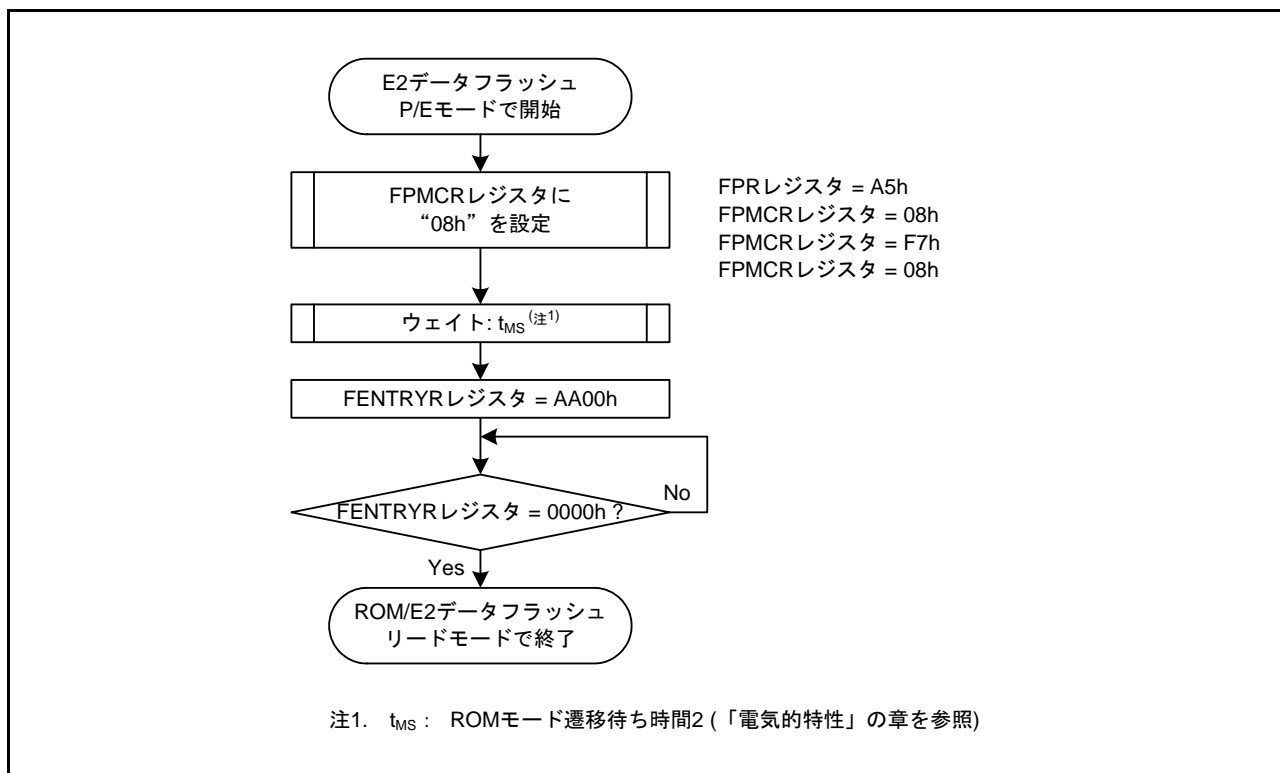 E2データフラッシュ
P/Eモードで開始
FPMCRレジスタに
“08h”を設定
FPRレジスタ = A5h
FPMCRレジスタ = 08h
FPMCRレジスタ = F7h
FPMCRレジスタ = 08h
ウェイト: tMS (注1)
FENTRYRレジスタ = AA00h
FENTRYRレジスタ = 0000h ?
No
Yes
ROM/E2データフラッシュ
リードモードで終了
注1. tMS : ROMモード遷移待ち時間2 (「電気的特性」の章を参照)